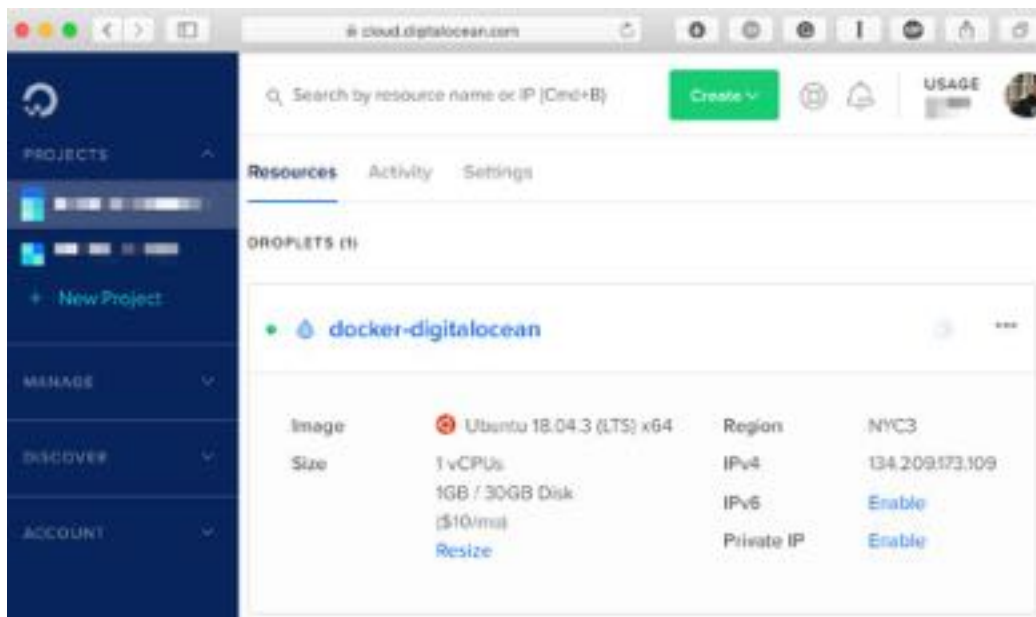 cloud.digitalocean.com
Search by resource name or IP (Cmd+B)
Create
USAGE
PROJECTS
+ New Project
MANAGE
DISCOVER
ACCOUNT
Resources Activity Settings
DROPLETS (1)
docker-digitalocean
Image Ubuntu 18.04.3 (LTS) x64
Size 1 vCPUs
1GB / 30GB Disk
($10/mo)
Resize
Region NYC3
IPv4 134.209.173.109
IPv6 Enable
Private IP Enable